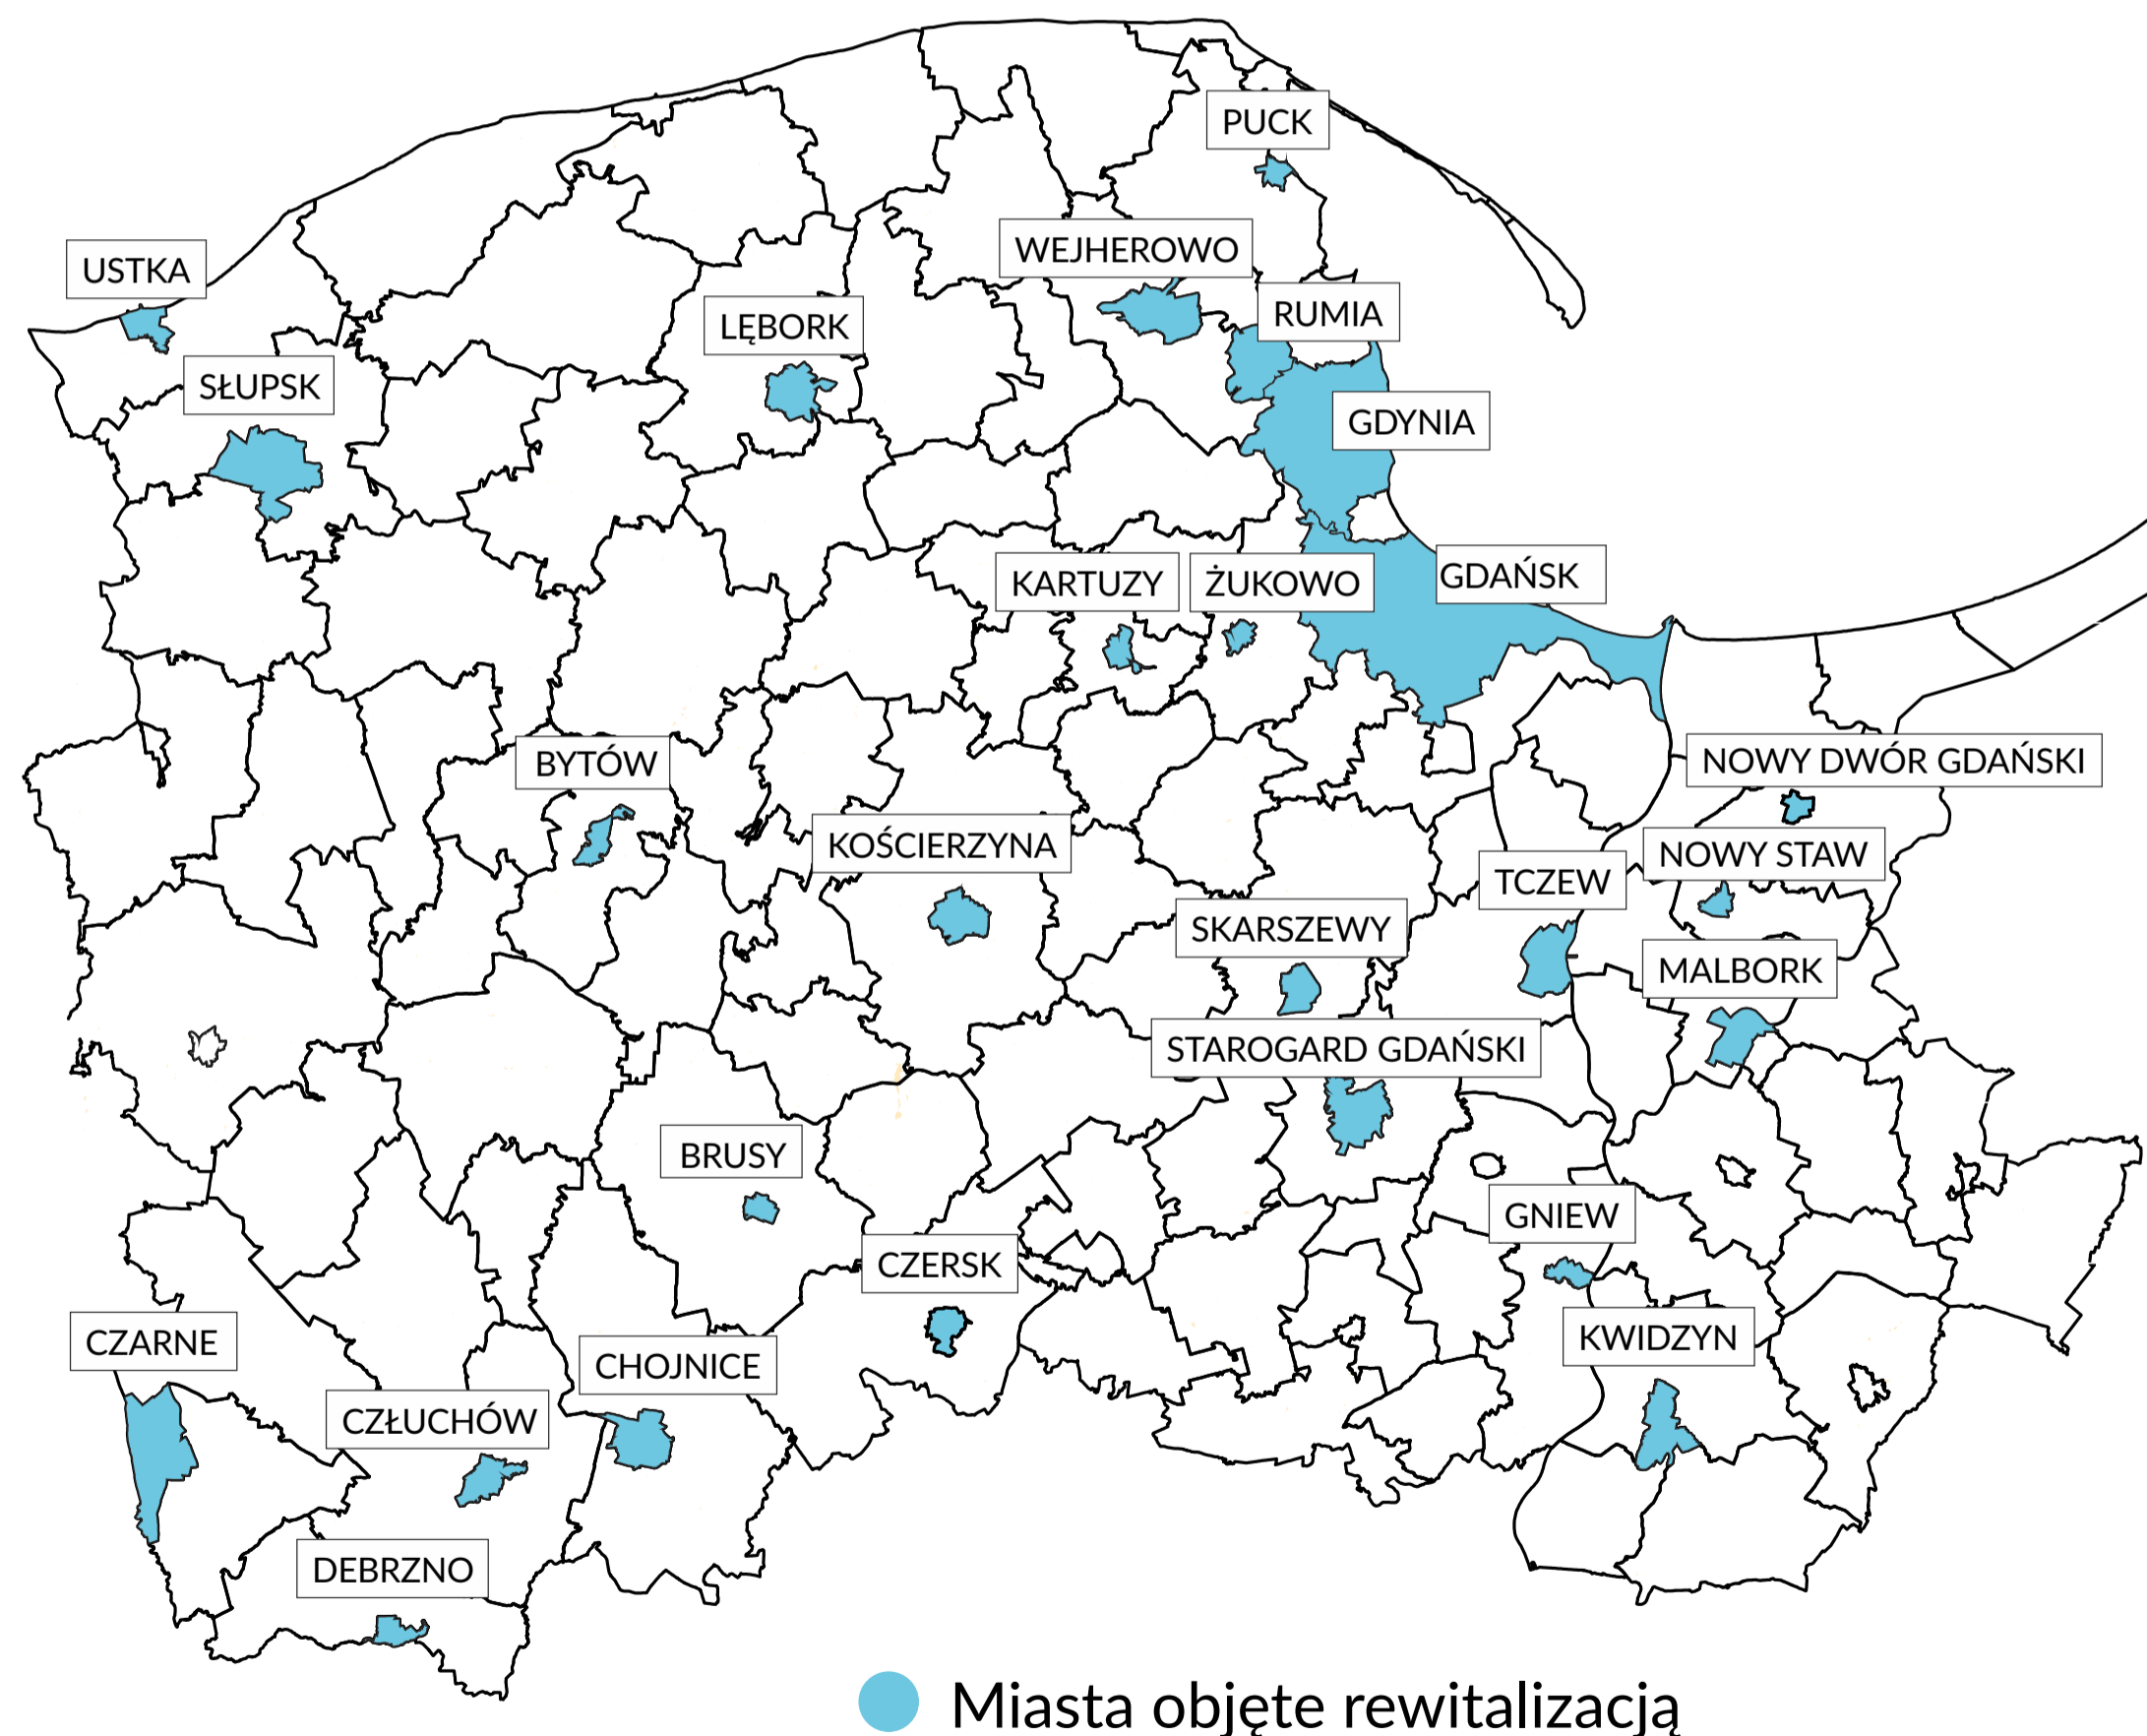 PUCK
WEJHEROWO
USTKA
RUMIA
LĘBORK
SŁUPSK
GDYNIA
KARTUZY
ŻUKOWO
GDAŃSK
NOWY DWÓR GDAŃSKI
BYTÓW
KOŚCIERZYNA
NOWY STAW
TCZEW
SKARSZEWY
MALBORK
STAROGARD GDAŃSKI
BRUSY
GNIEW
CZERSK
KWIDZYN
CZARNE
CHOJNICE
CZŁUCHÓW
DEBRZNO
Miasta objęte rewitalizacją